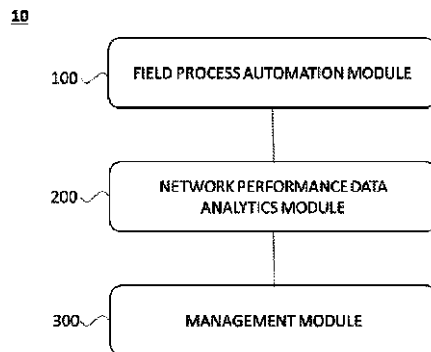 10
100 FIELD PROCESS AUTOMATION MODULE
200 NETWORK PERFORMANCE DATA
ANALYTICS MODULE
300 MANAGEMENT MODULE